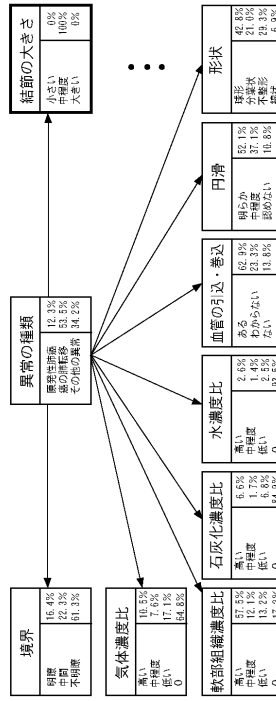 境界
明瞭 16.4%
中間 22.3%
不明瞭 61.3%
異常の種類
原発性肺癌 12.3%
癌の肺転移 53.5%
その他の異常 34.2%
結節の大きさ
小さい 0%
中程度 100%
大きい 0%
気体濃度比
高い 10.5%
中程度 7.6%
低い 17.1%
0 64.8%
軟部組織濃度比
高い 57.5%
中程度 12.1%
低い 13.2%
0
石灰化濃度比
高い 6.6%
中程度 1.7%
低い 6.8%
0
水濃度比
高い 2.6%
中程度 1.4%
低い 2.5%
0
血管の引込・巻込
ある 62.9%
わからない 23.3%
ない 13.8%
円滑
明らか 52.1%
中程度 37.1%
認めない 10.8%
形状
球形 42.8%
分葉状 21.0%
不整形 29.3%
• • •